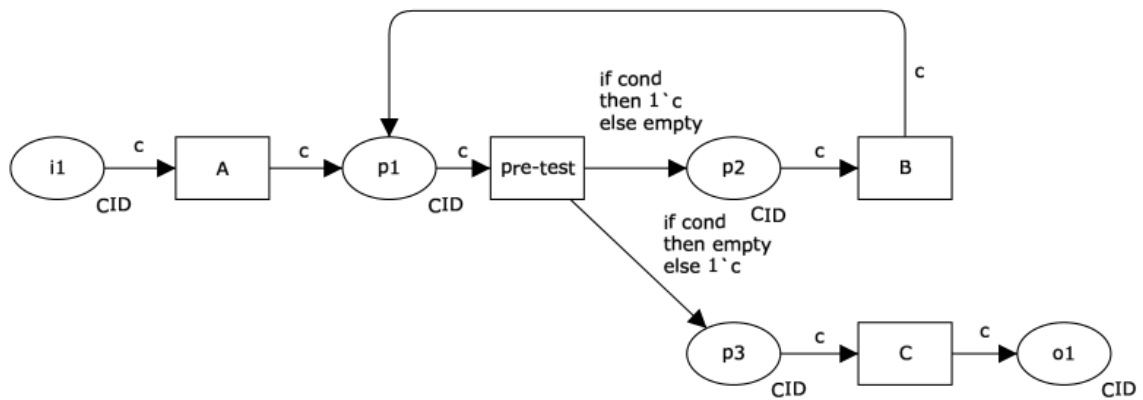 c
if cond
then 1`c
else empty
i1
c
A
c
p1
c
pre-test
p2
c
B
CID
CID
CID
if cond
then empty
else 1`c
p3
c
C
c
o1
CID
CID